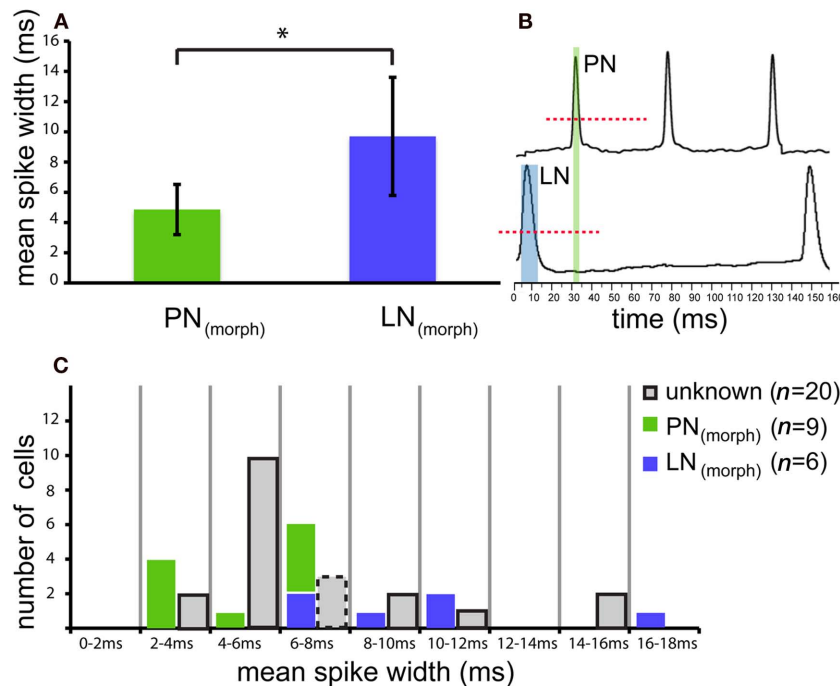 A
*
mean spike width (ms)
16
14
12
10
8
6
4
2
0
PN(morph)
LN(morph)
B
PN
LN
0 10 20 30 40 50 60 70 80 90 100 110 120 130 140 150 160
time (ms)
C
number of cells
12
10
8
6
4
2
unknown (n=20)
PN(morph) (n=9)
LN (morph) (n=6)
0-2ms 2-4ms 4-6ms 6-8ms 8-10ms 10-12ms 12-14ms 14-16ms 16-18ms
mean spike width (ms)